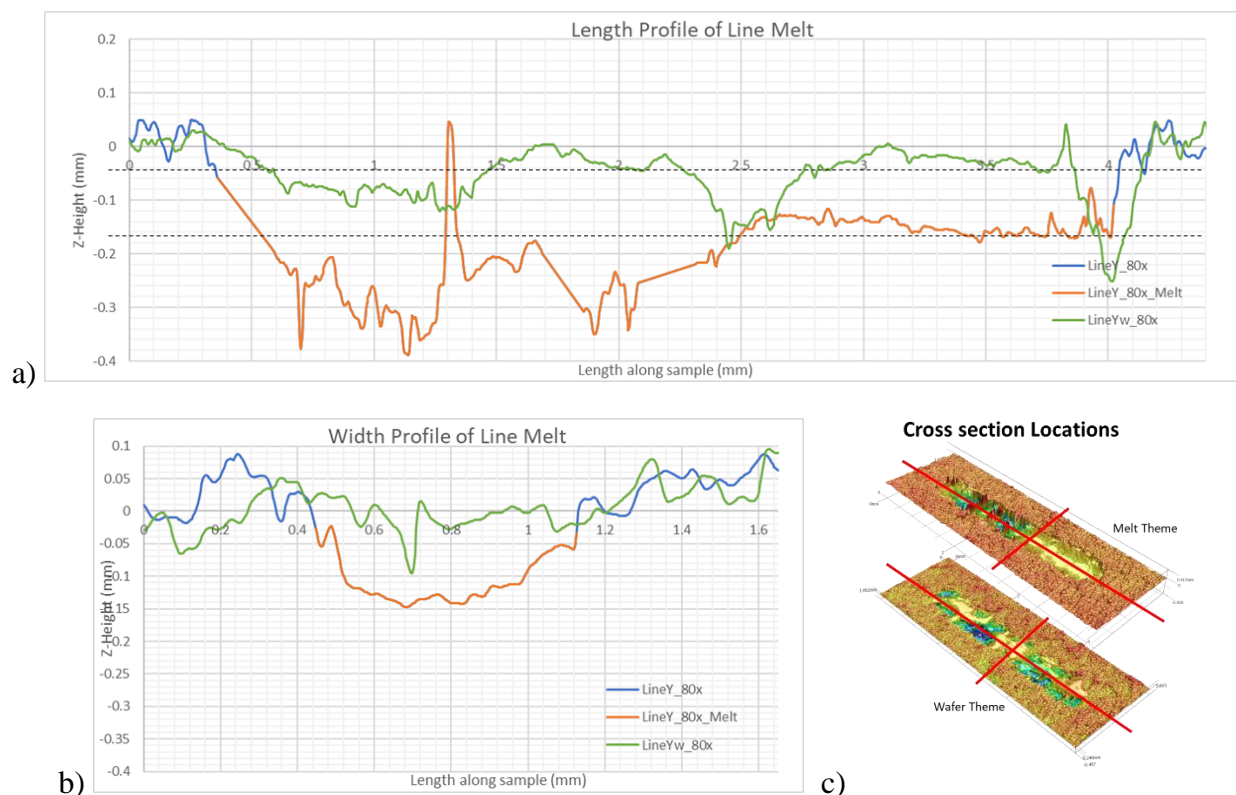 Length Profile of Line Melt
0.2
0.1
0
-0.1
-0.2
-0.3
-0.4
Z-Height (mm)
0
0.5
1
1.5
2
2.5
3
3.5
4
LineY_80x
LineY_80x_Melt
LineYw_80x
Length along sample (mm)
a)
Width Profile of Line Melt
0.1
0.05
0
-0.05
-0.1
-0.15
-0.2
-0.25
-0.3
-0.35
-0.4
Z-Height (mm)
0
0.2
0.4
0.6
0.8
1
1.2
1.4
1.6
LineY_80x
LineY_80x_Melt
LineYw_80x
Length along sample (mm)
b)
Cross section Locations
Melt Theme
Wafer Theme
c)